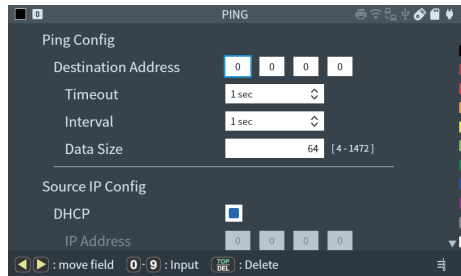 0 PING
Ping Config
Destination Address 0 0 0 0
Timeout 1 sec
Interval 1 sec
Data Size 64 [ 4 - 1472 ]
Source IP Config
DHCP
IP Address 0 0 0 0
: move field 0 - 9 : Input TOP DEL : Delete